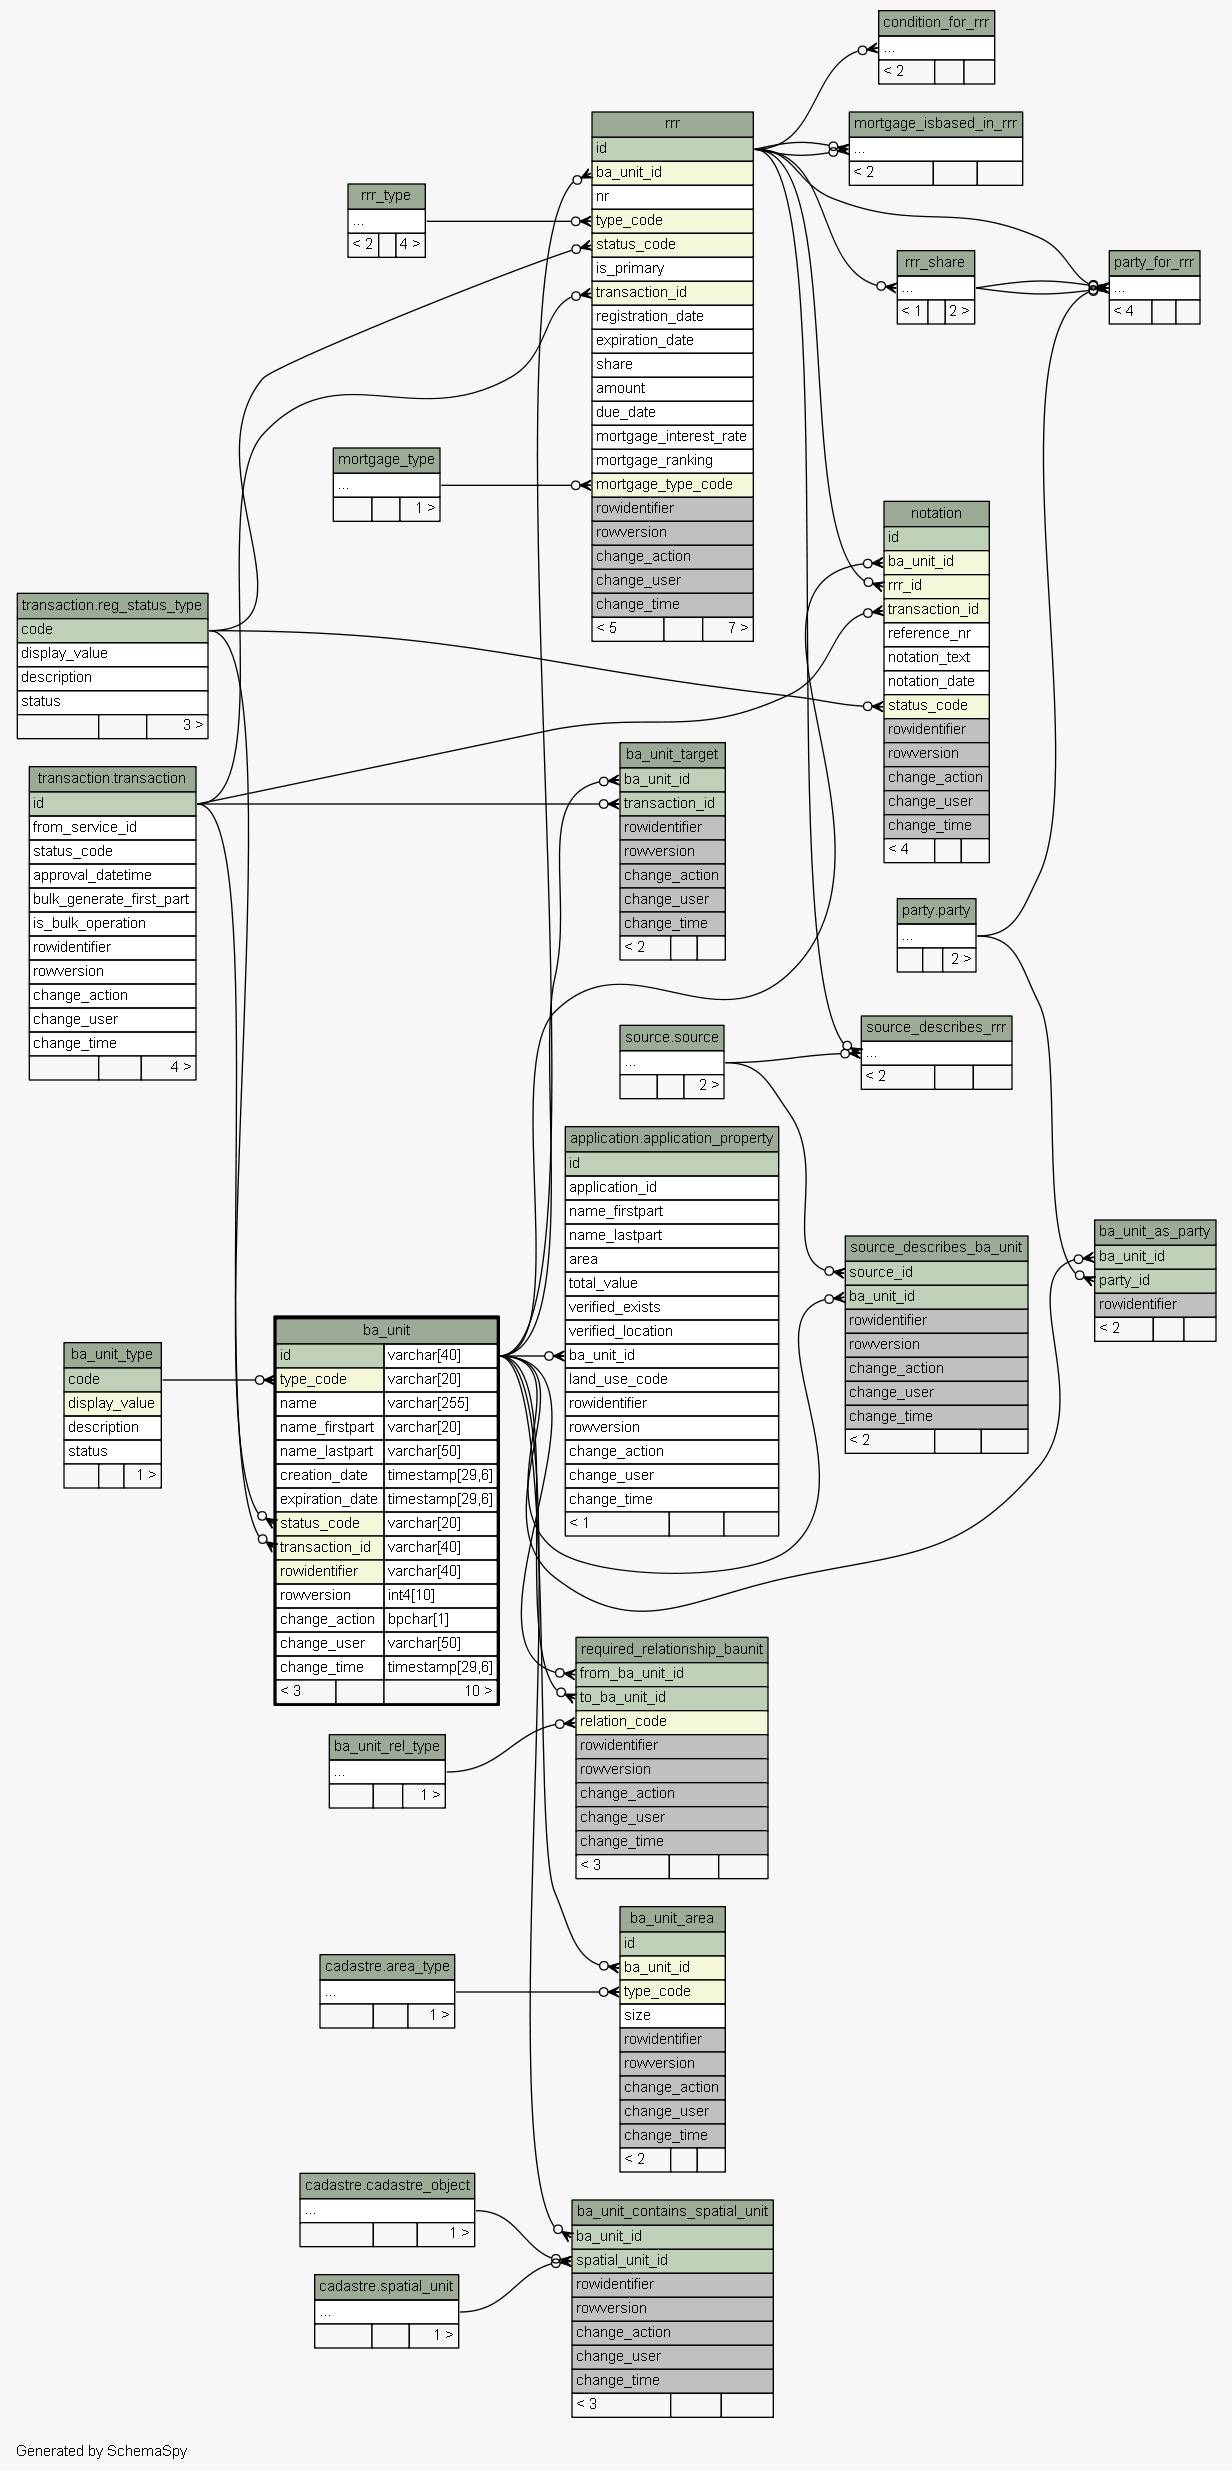 condition_for_rrr
...
< 2
rrr
id
ba_unit_id
nr
type_code
status_code
is_primary
transaction_id
registration_date
expiration_date
share
amount
due_date
mortgage_interest_rate
mortgage_ranking
mortgage_type_code
rowidentifier
rowversion
change_action
change_user
change_time
< 5 7 >
mortgage_isbased_in_rrr
...
< 2
rrr_type
...
< 2 4 >
rrr_share
...
< 1 2 >
party_for_rrr
...
< 4
mortgage_type
...
1 >
notation
id
ba_unit_id
rrr_id
transaction_id
reference_nr
notation_text
notation_date
status_code
rowidentifier
rowversion
change_action
change_user
change_time
< 4
transaction.reg_status_type
code
display_value
description
status
3 >
ba_unit_target
ba_unit_id
transaction_id
rowidentifier
rowversion
change_action
change_user
change_time
< 2
transaction.transaction
id
from_service_id
status_code
approval_datetime
bulk_generate_first_part
is_bulk_operation
rowidentifier
rowversion
change_action
change_user
change_time
4 >
party.party
...
2 >
source.source
...
2 >
source_describes_rrr
...
< 2
application.application_property
id
application_id
name_firstpart
name_lastpart
area
total_value
verified_exists
verified_location
ba_unit_id
land_use_code
rowidentifier
rowversion
change_action
change_user
change_time
< 1
source_describes_ba_unit
source_id
ba_unit_id
rowidentifier
rowversion
change_action
change_user
change_time
< 2
ba_unit_as_party
ba_unit_id
party_id
rowidentifier
< 2
ba_unit_type
code
display_value
description
status
1 >
ba_unit
id varchar[40]
type_code varchar[20]
name varchar[255]
name_firstpart varchar[20]
name_lastpart varchar[50]
creation_date timestamp[29,6]
expiration_date timestamp[29,6]
status_code varchar[20]
transaction_id varchar[40]
rowidentifier varchar[40]
rowversion int4[10]
change_action bpchar[1]
change_user varchar[50]
change_time timestamp[29,6]
< 3 10 >
required_relationship_baunit
from_ba_unit_id
to_ba_unit_id
relation_code
rowidentifier
rowversion
change_action
change_user
change_time
< 3
ba_unit_rel_type
...
1 >
ba_unit_area
id
ba_unit_id
type_code
size
rowidentifier
rowversion
change_action
change_user
change_time
< 2
cadastre.area_type
...
1 >
cadastre.cadastre_object
...
1 >
ba_unit_contains_spatial_unit
ba_unit_id
spatial_unit_id
rowidentifier
rowversion
change_action
change_user
change_time
< 3
cadastre.spatial_unit
...
1 >
Generated by SchemaSpy